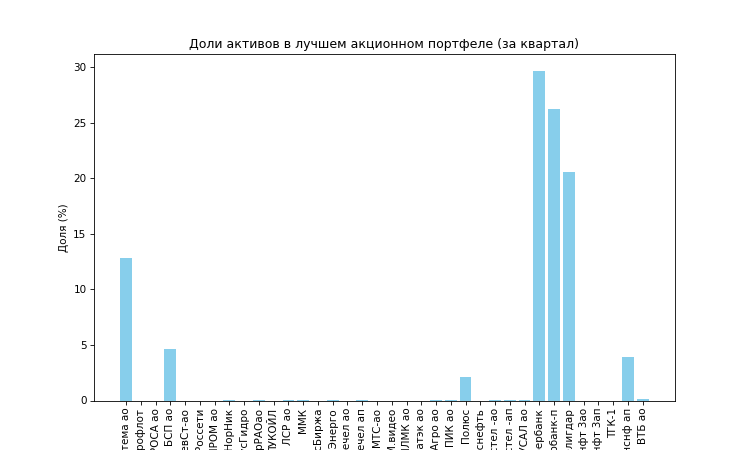 Доли активов в лучшем акционном портфеле (за квартал)
Доля (%)
30
25
20
15
10
5
0
тема ао
рофлот
РОСА ао
БСП ао
евСт-ао
Россети
ПРОМ ао
НорНик
сГидро
рРАОао
УКОЙЛ
ЛСР ао
ММК
сБиржа
Энерго
ечел ао
ечел ап
МТС-ао
М.видео
ЛМК ао
атэк ао
Агро ао
ПИК ао
Полюс
снефть
стел -ао
стел -ап
УСАЛ ао
ербанк
рбанк-п
лигдар
нфт 3ао
нфт 3ап
ТГК-1
нснф ап
ВТБ ао